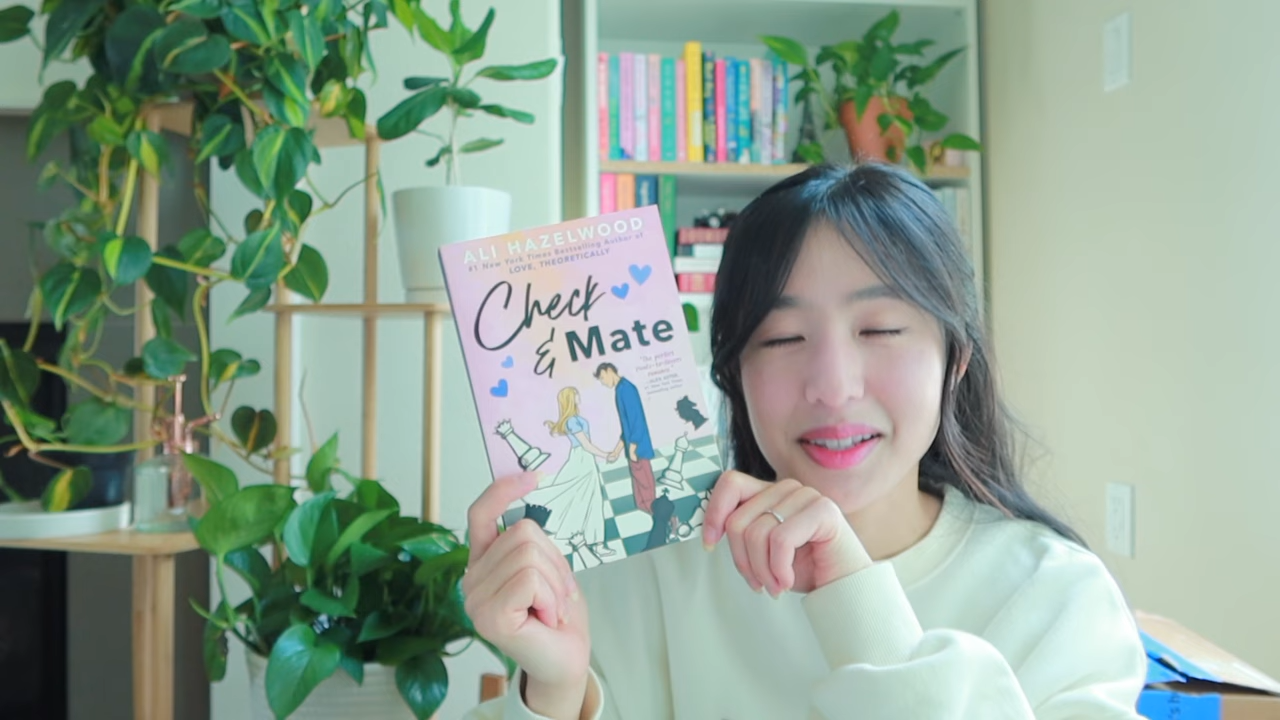 ALI HAZELWOOD
#1 New York Times Bestselling Author of
LOVE, THEORETICALLY
Check
& Mate
"The perfect